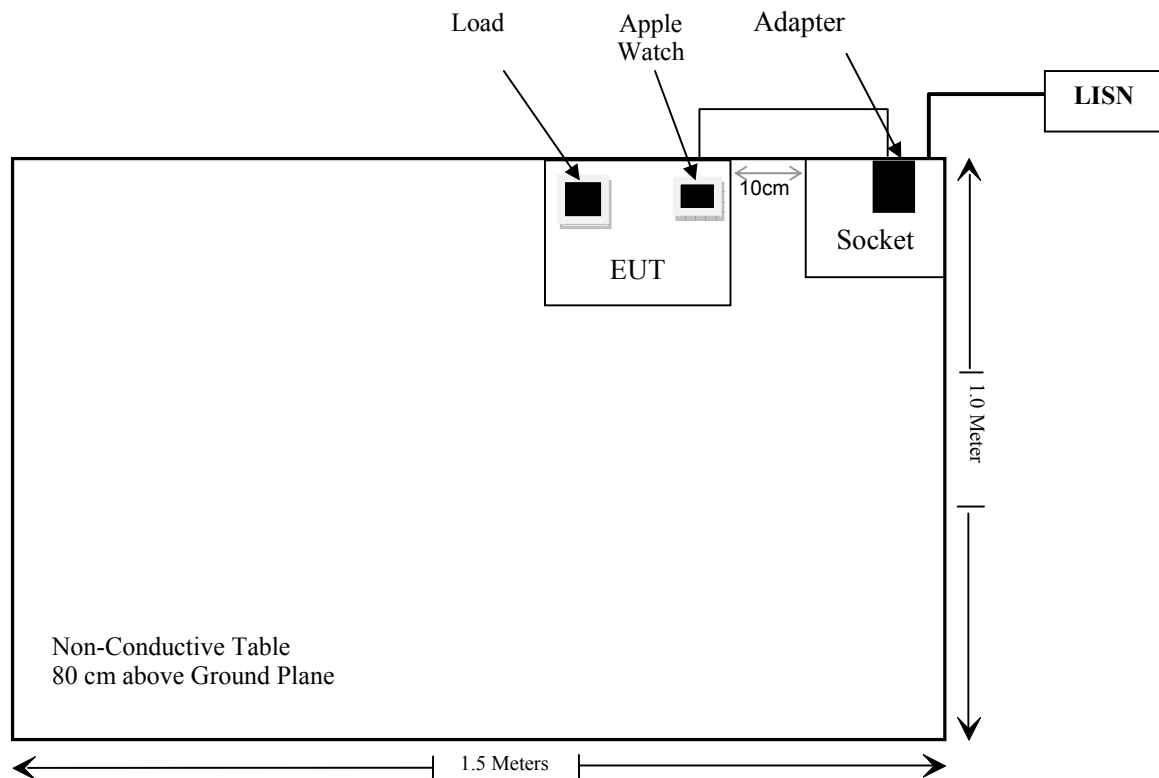 Load
Apple
Watch
Adapter
LISN
10cm
Socket
EUT
1.0 Meter
Non-Conductive Table
80 cm above Ground Plane
1.5 Meters